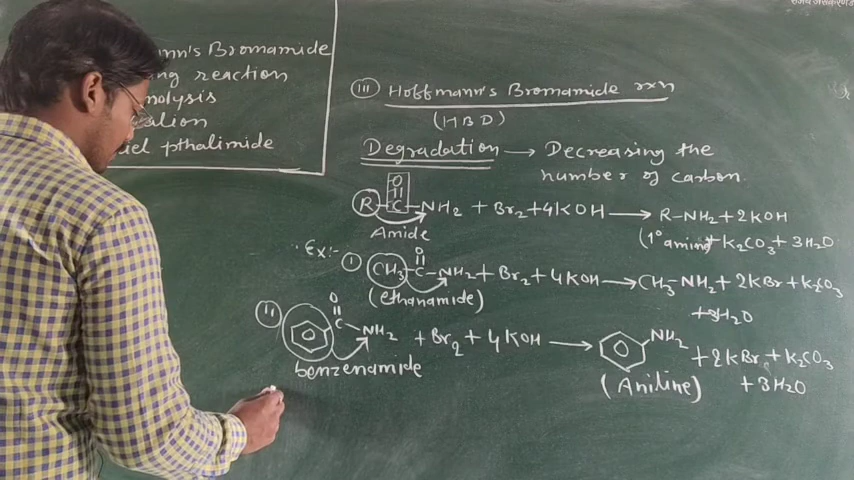 nn's Bromamide
ng reaction
nolysis
ation
iel pthalimide
(III) Hoffmann's Bromamide rxn
(HBD)
Degradation → Decreasing the
number of carbon.
R-C(=O)-NH2 + Br2 + 4KOH → R-NH2 + 2KOH
Amide (1° amine) + K2CO3 + 3H2O
Ex:- (I) CH3-C(=O)-NH2 + Br2 + 4KOH → CH3-NH2 + 2KBr + K2CO3
(ethanamide) + 3H2O
(II) C(=O)-NH2 + Br2 + 4KOH → NH2 + 2KBr + K2CO3
benzenamide (Aniline) + 3H2O